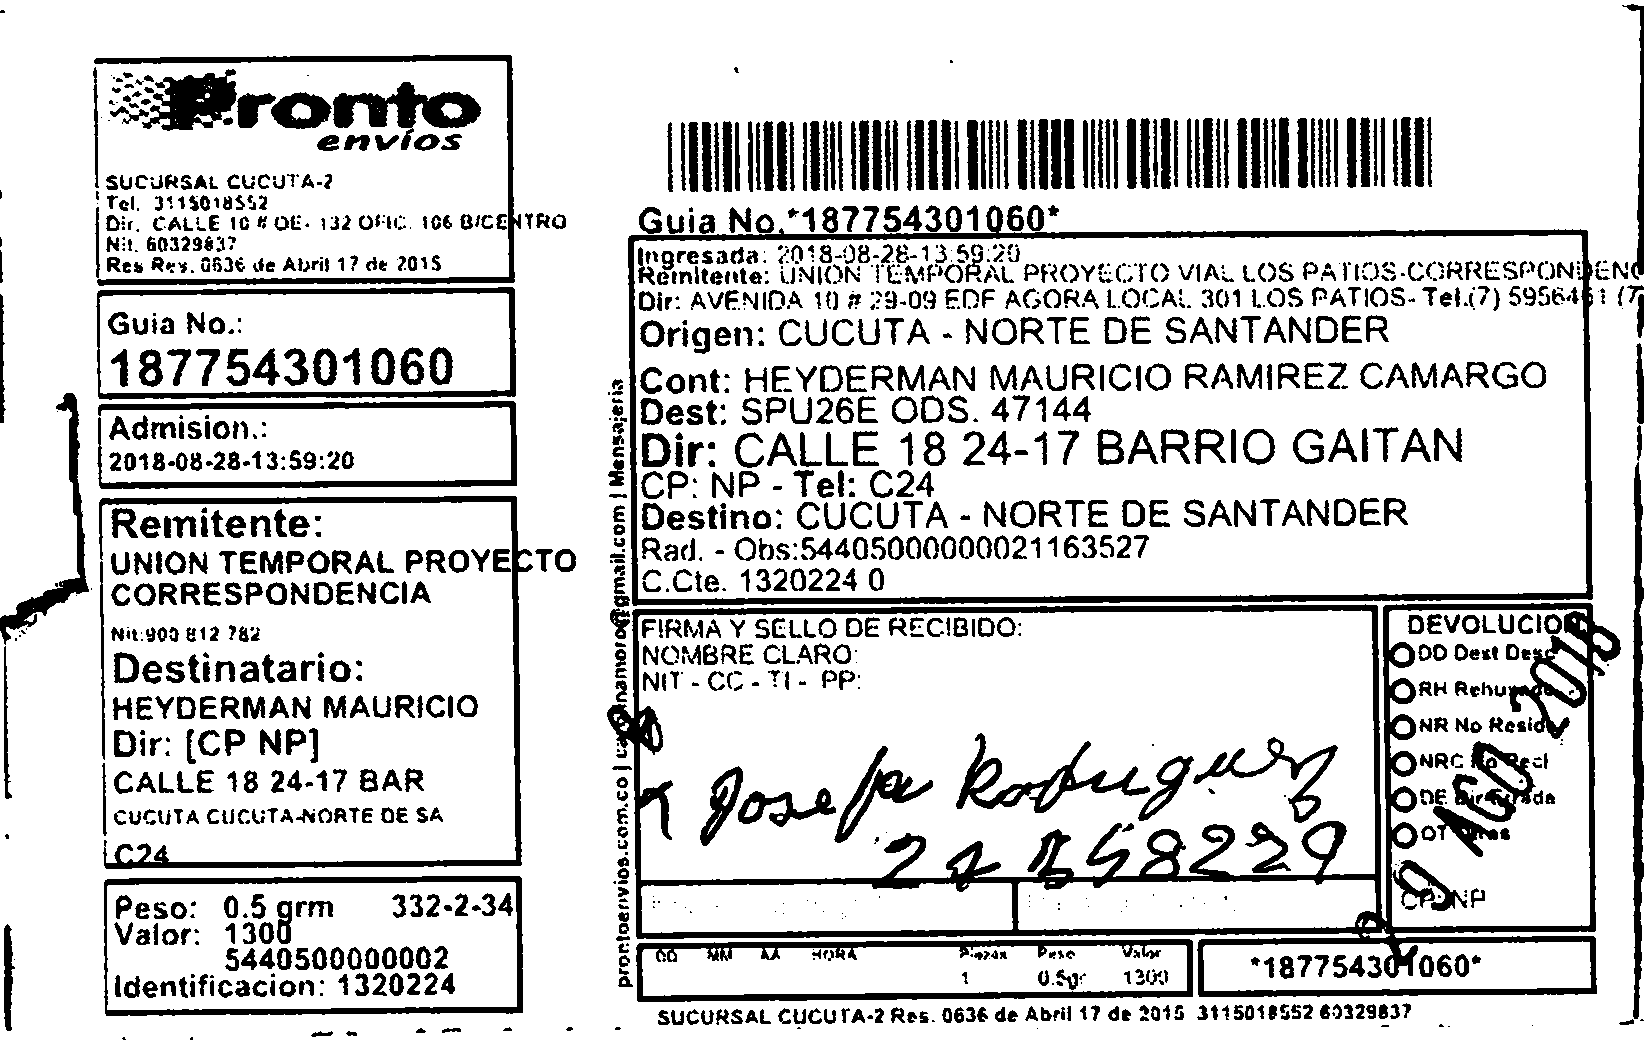 Pronto
envíos
SUCURSAL CUCUTA-2
Tel. 3115018552
Dir. CALLE 10 # OE- 132 OFIC. 106 B/CENTRO
Nit. 60329837
Res Res. 0636 de Abril 17 de 2015
Guia No.:
187754301060
Admision.:
2018-08-28-13:59:20
Remitente:
UNION TEMPORAL PROYECTO
CORRESPONDENCIA
Nit:900 812 782
Destinatario:
HEYDERMAN MAURICIO
Dir: [CP NP]
CALLE 18 24-17 BAR
CUCUTA CUCUTA-NORTE DE SA
C24
Peso: 0.5 grm 332-2-34
Valor: 1300
5440500000002
Identificacion: 1320224
Guia No.*187754301060*
Ingresada: 2018-08-28-13:59:20
Remitente: UNION TEMPORAL PROYECTO VIAL LOS PATIOS-CORRESPONDENC
Dir: AVENIDA 10 # 29-09 EDF AGORA LOCAL 301 LOS PATIOS- Tel.(7) 5956461 (7
Origen: CUCUTA - NORTE DE SANTANDER
Cont: HEYDERMAN MAURICIO RAMIREZ CAMARGO
Dest: SPU26E ODS. 47144
Dir: CALLE 18 24-17 BARRIO GAITAN
CP: NP - Tel: C24
Destino: CUCUTA - NORTE DE SANTANDER
Rad. - Obs:54405000000021163527
C.Cte. 1320224 0
FIRMA Y SELLO DE RECIBIDO:
NOMBRE CLARO:
NIT - CC - TI - PP:
Josefa Rodriguez
DEVOLUCION
DD Dest Desc
RH Rehusado
NR No Resid
NRC No Recl
DE Dir Errada
OT Otras
CP: NP
AGO 2018
DD MM AA HORA Piezas Peso Valor
1 0.5gr 1300
*187754301060*
SUCURSAL CUCUTA-2 Res. 0636 de Abril 17 de 2015 3115018552 60329837
| Mensajeria